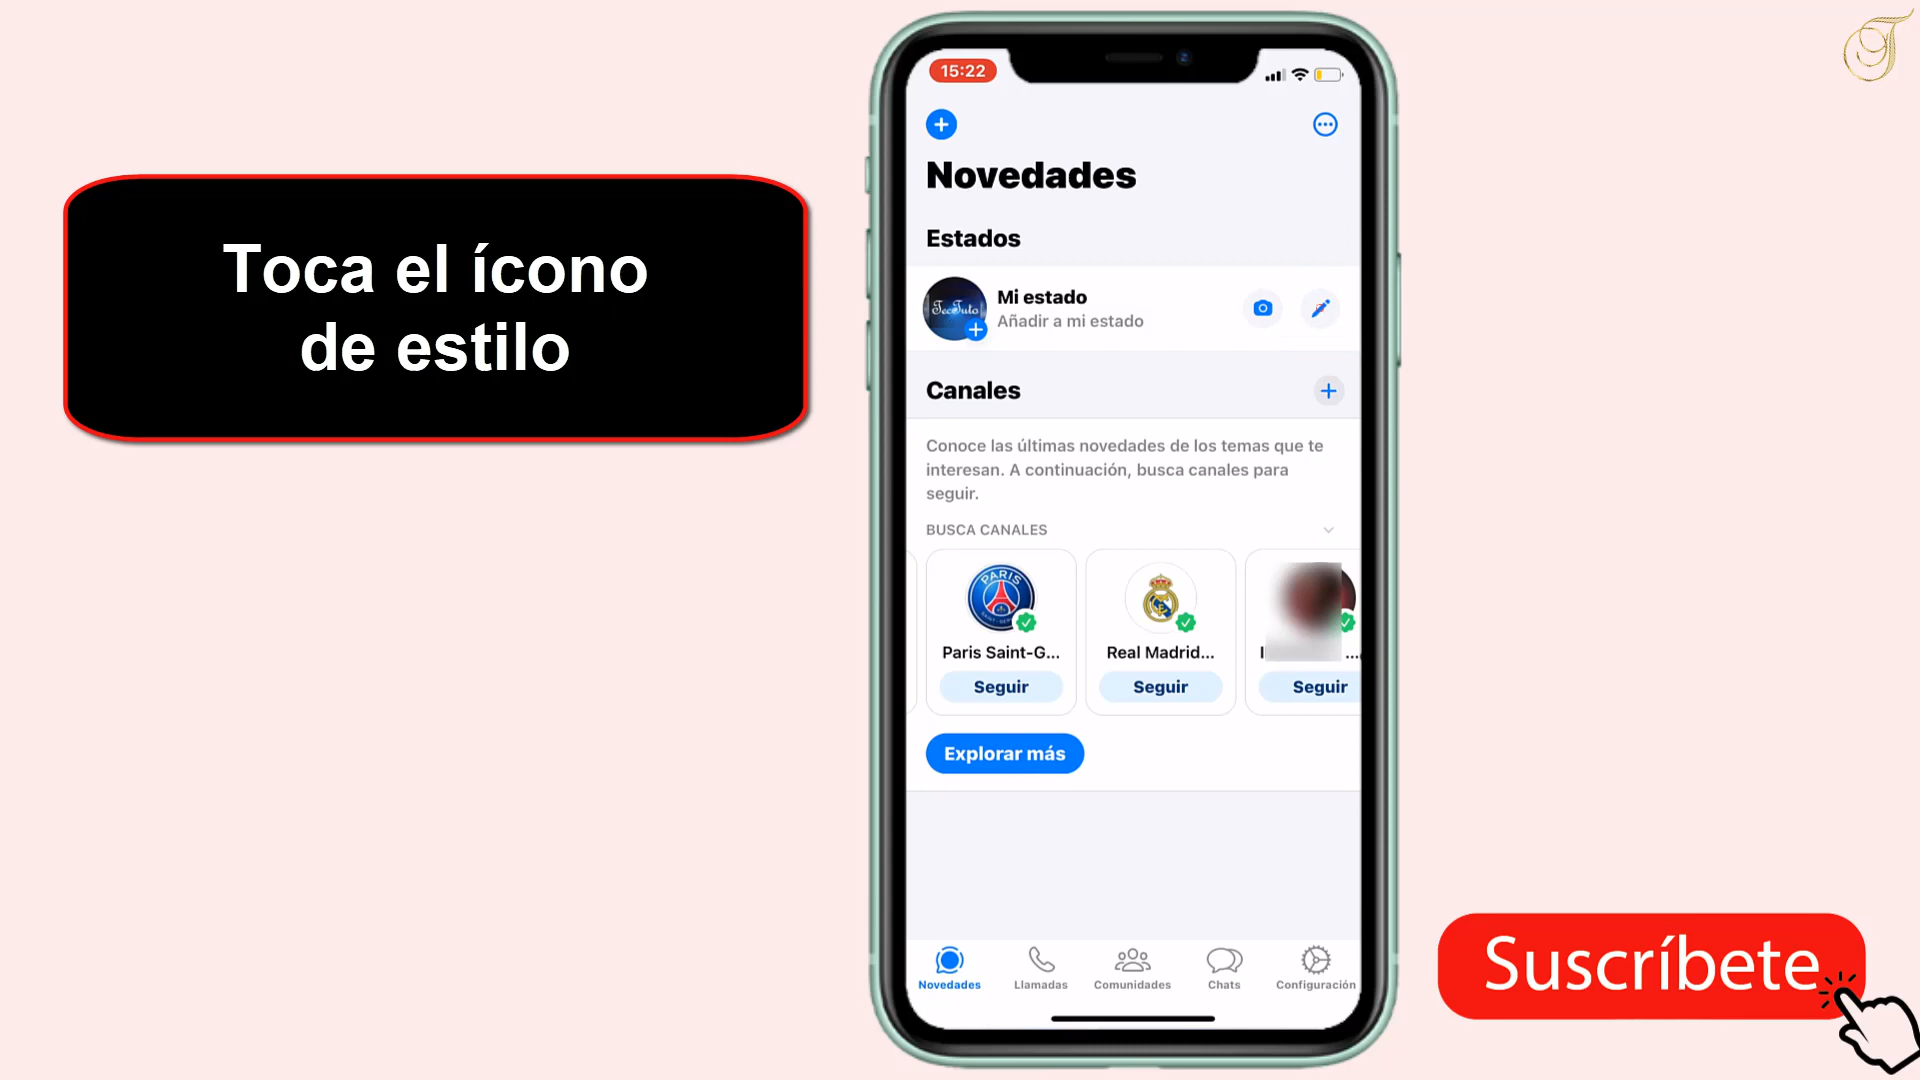 Toca el ícono
de estilo
15:22
Novedades
Estados
TecTuto
Mi estado
Añadir a mi estado
Canales
Conoce las últimas novedades de los temas que te
interesan. A continuación, busca canales para
seguir.
BUSCA CANALES
PARIS
Paris Saint-G...
Real Madrid...
Seguir
Seguir
Seguir
Explorar más
Novedades
Llamadas
Comunidades
Chats
Configuración
Suscríbete